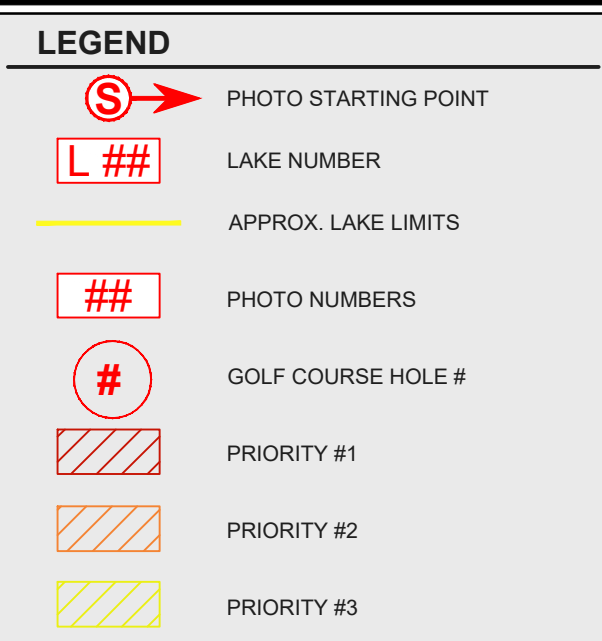 LEGEND
S PHOTO STARTING POINT
L ## LAKE NUMBER
APPROX. LAKE LIMITS
## PHOTO NUMBERS
# GOLF COURSE HOLE #
PRIORITY #1
PRIORITY #2
PRIORITY #3